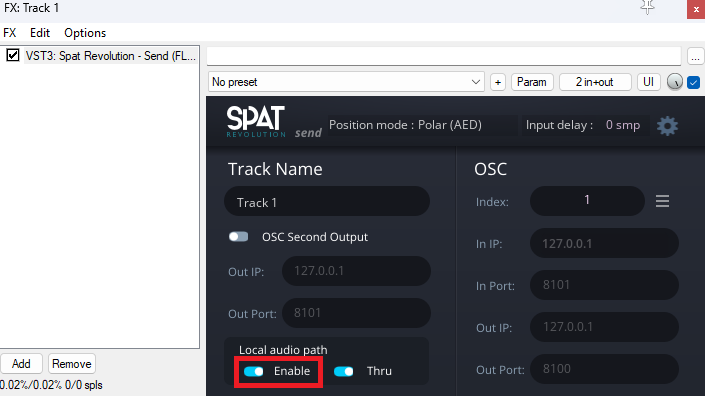 FX: Track 1
x
FX Edit Options
VST3: Spat Revolution - Send (FL...
...
No preset
+
Param
2 in+out
UI
SPAT
REVOLUTION
send
Position mode : Polar (AED)
Input delay : 0 smp
Track Name
Track 1
OSC Second Output
Out IP: 127.0.0.1
Out Port: 8101
Local audio path
Enable
Thru
OSC
Index: 1
In IP: 127.0.0.1
In Port: 8101
Out IP: 127.0.0.1
Out Port: 8100
Add
Remove
0.02%/0.02% 0/0 spls